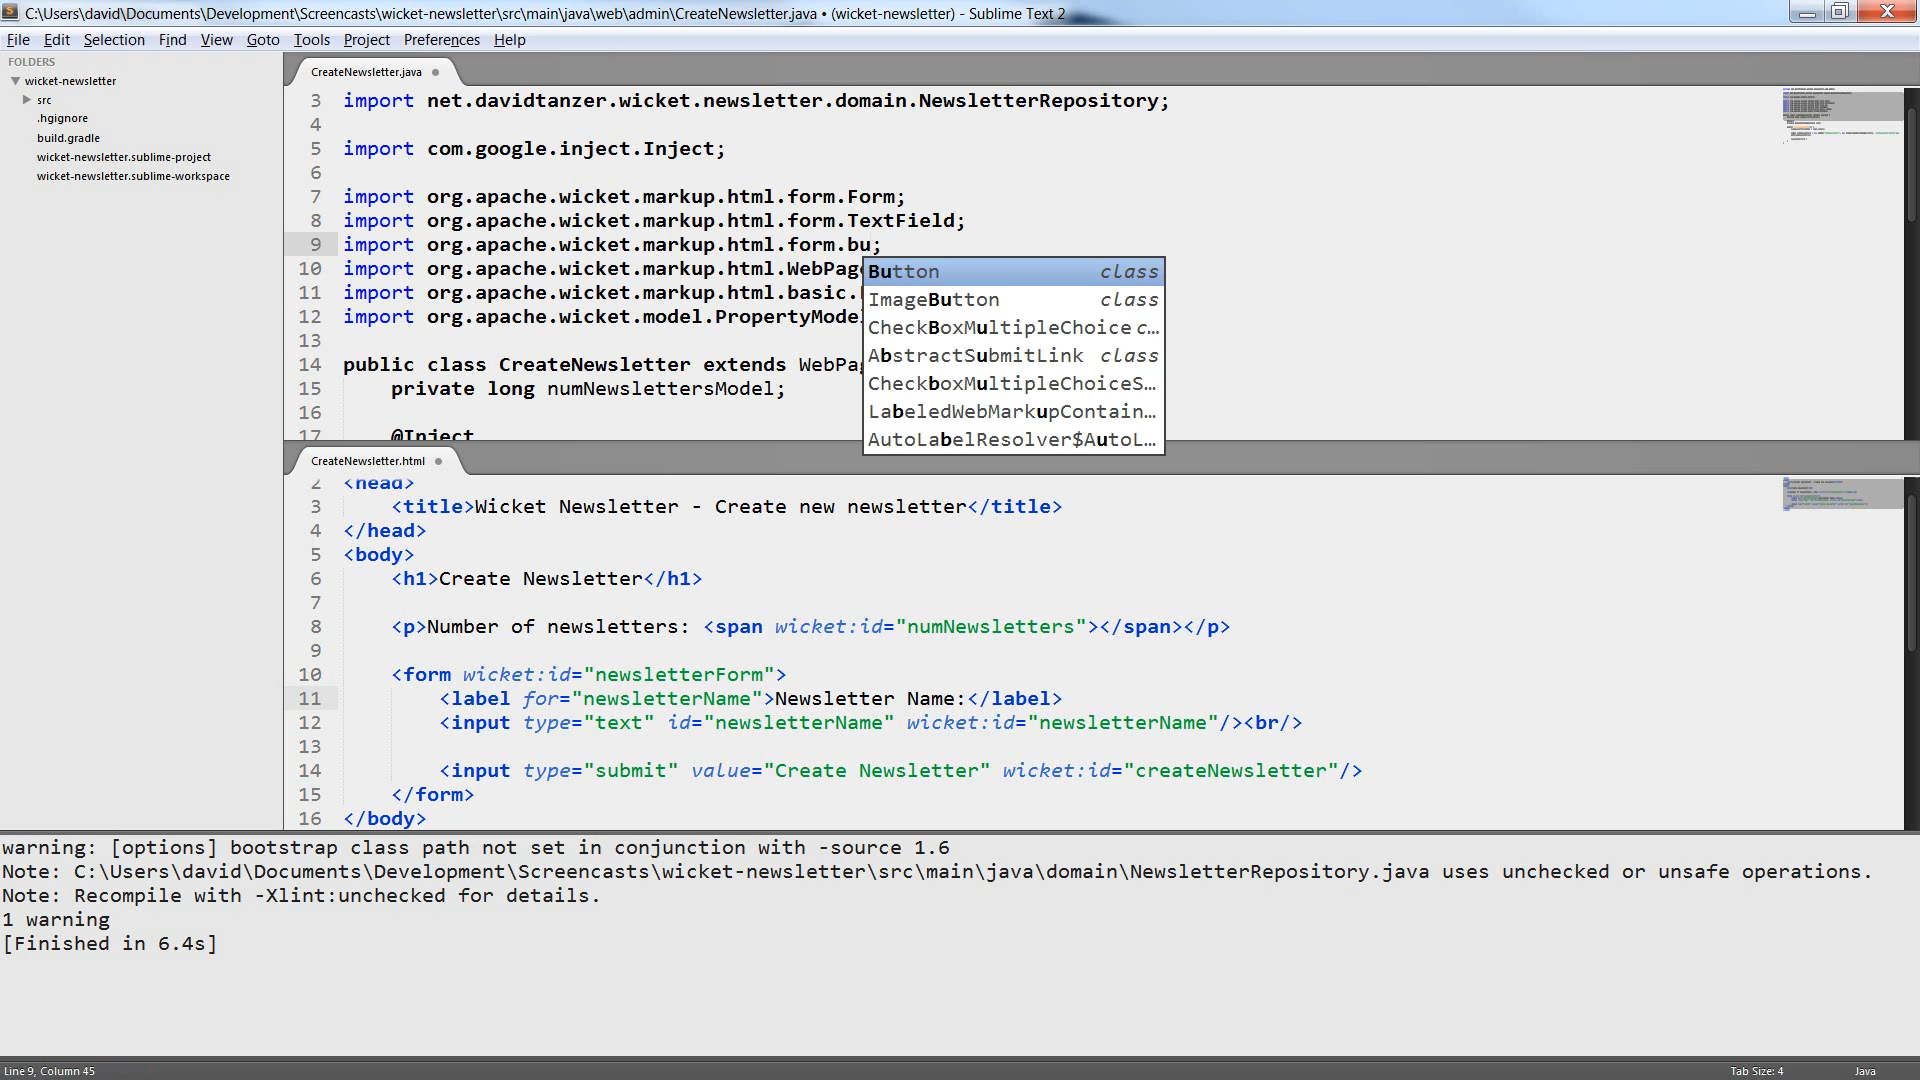 C:\Users\david\Documents\Development\Screencasts\wicket-newsletter\src\main\java\web\admin\CreateNewsletter.java • (wicket-newsletter) - Sublime Text 2
File Edit Selection Find View Goto Tools Project Preferences Help
FOLDERS
wicket-newsletter
src
.hgignore
build.gradle
wicket-newsletter.sublime-project
wicket-newsletter.sublime-workspace
CreateNewsletter.java
3 import net.davidtanzer.wicket.newsletter.domain.NewsletterRepository;
4
5 import com.google.inject.Inject;
6
7 import org.apache.wicket.markup.html.form.Form;
8 import org.apache.wicket.markup.html.form.TextField;
9 import org.apache.wicket.markup.html.form.bu;
10 import org.apache.wicket.markup.html.WebPage
11 import org.apache.wicket.markup.html.basic.
12 import org.apache.wicket.model.PropertyModel
13
14 public class CreateNewsletter extends WebPag
15 private long numNewslettersModel;
16
17 @Inject
Button class
ImageButton class
CheckBoxMultipleChoice c…
AbstractSubmitLink class
CheckboxMultipleChoiceS…
LabeledWebMarkupContain…
AutoLabelResolver$AutoL…
CreateNewsletter.html
2 <head>
3 <title>Wicket Newsletter - Create new newsletter</title>
4 </head>
5 <body>
6 <h1>Create Newsletter</h1>
7
8 <p>Number of newsletters: <span wicket:id="numNewsletters"></span></p>
9
10 <form wicket:id="newsletterForm">
11 <label for="newsletterName">Newsletter Name:</label>
12 <input type="text" id="newsletterName" wicket:id="newsletterName"/><br/>
13
14 <input type="submit" value="Create Newsletter" wicket:id="createNewsletter"/>
15 </form>
16 </body>
warning: [options] bootstrap class path not set in conjunction with -source 1.6
Note: C:\Users\david\Documents\Development\Screencasts\wicket-newsletter\src\main\java\domain\NewsletterRepository.java uses unchecked or unsafe operations.
Note: Recompile with -Xlint:unchecked for details.
1 warning
[Finished in 6.4s]
Line 9, Column 45
Tab Size: 4
Java